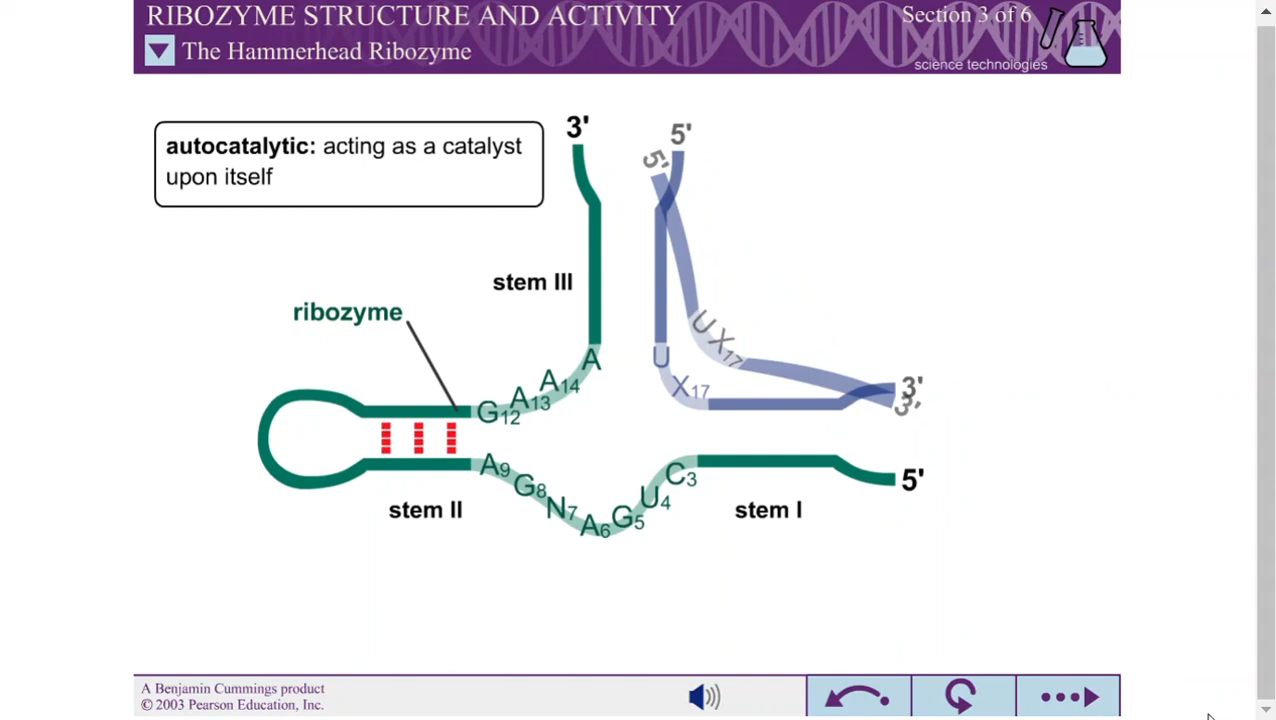 RIBOZYME STRUCTURE AND ACTIVITY
Section 3 of 6
The Hammerhead Ribozyme
science technologies
autocatalytic: acting as a catalyst
upon itself
3'
5'
5'
stem III
ribozyme
A
A14
A13
G12
U
X17
U X17
3'
3'
A9
G8
N7
A6
G5
U4
C3
5'
stem II
stem I
A Benjamin Cummings product
© 2003 Pearson Education, Inc.